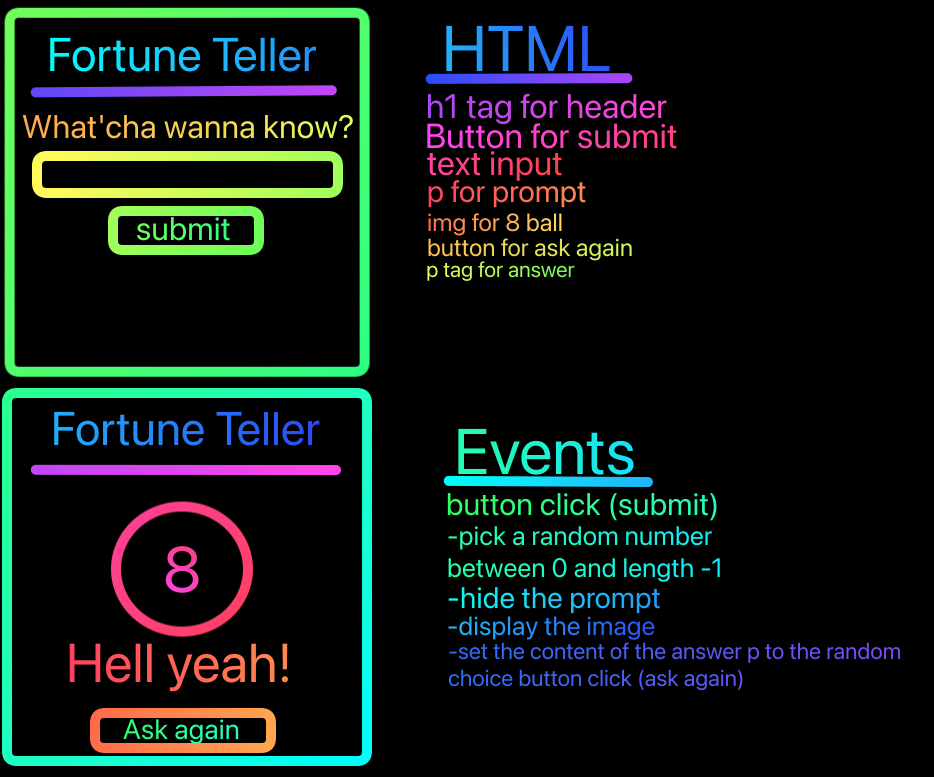 Fortune Teller
What'cha wanna know?
submit
HTML
h1 tag for header
Button for submit
text input
p for prompt
img for 8 ball
button for ask again
p tag for answer
Fortune Teller
8
Hell yeah!
Ask again
Events
button click (submit)
-pick a random number
between 0 and length -1
-hide the prompt
-display the image
-set the content of the answer p to the random
choice button click (ask again)